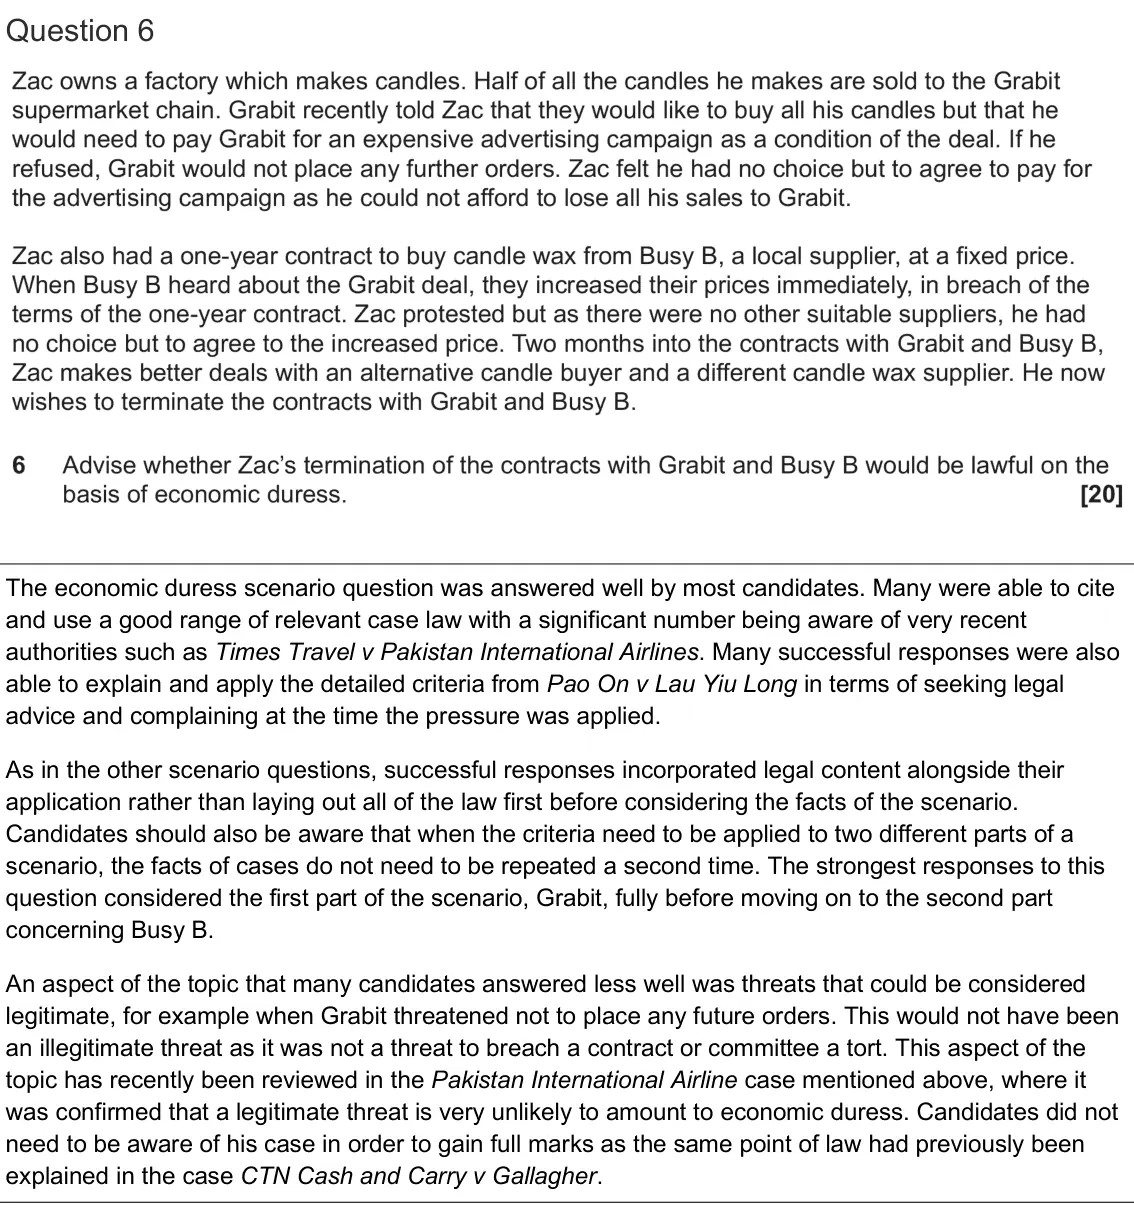 Question 6
Zac owns a factory which makes candles. Half of all the candles he makes are sold to the Grabit
supermarket chain. Grabit recently told Zac that they would like to buy all his candles but that he
would need to pay Grabit for an expensive advertising campaign as a condition of the deal. If he
refused, Grabit would not place any further orders. Zac felt he had no choice but to agree to pay for
the advertising campaign as he could not afford to lose all his sales to Grabit.
Zac also had a one-year contract to buy candle wax from Busy B, a local supplier, at a fixed price.
When Busy B heard about the Grabit deal, they increased their prices immediately, in breach of the
terms of the one-year contract. Zac protested but as there were no other suitable suppliers, he had
no choice but to agree to the increased price. Two months into the contracts with Grabit and Busy B,
Zac makes better deals with an alternative candle buyer and a different candle wax supplier. He now
wishes to terminate the contracts with Grabit and Busy B.
6 Advise whether Zac's termination of the contracts with Grabit and Busy B would be lawful on the
basis of economic duress. [20]
The economic duress scenario question was answered well by most candidates. Many were able to cite
and use a good range of relevant case law with a significant number being aware of very recent
authorities such as Times Travel v Pakistan International Airlines. Many successful responses were also
able to explain and apply the detailed criteria from Pao On v Lau Yiu Long in terms of seeking legal
advice and complaining at the time the pressure was applied.
As in the other scenario questions, successful responses incorporated legal content alongside their
application rather than laying out all of the law first before considering the facts of the scenario.
Candidates should also be aware that when the criteria need to be applied to two different parts of a
scenario, the facts of cases do not need to be repeated a second time. The strongest responses to this
question considered the first part of the scenario, Grabit, fully before moving on to the second part
concerning Busy B.
An aspect of the topic that many candidates answered less well was threats that could be considered
legitimate, for example when Grabit threatened not to place any future orders. This would not have been
an illegitimate threat as it was not a threat to breach a contract or committee a tort. This aspect of the
topic has recently been reviewed in the Pakistan International Airline case mentioned above, where it
was confirmed that a legitimate threat is very unlikely to amount to economic duress. Candidates did not
need to be aware of his case in order to gain full marks as the same point of law had previously been
explained in the case CTN Cash and Carry v Gallagher.